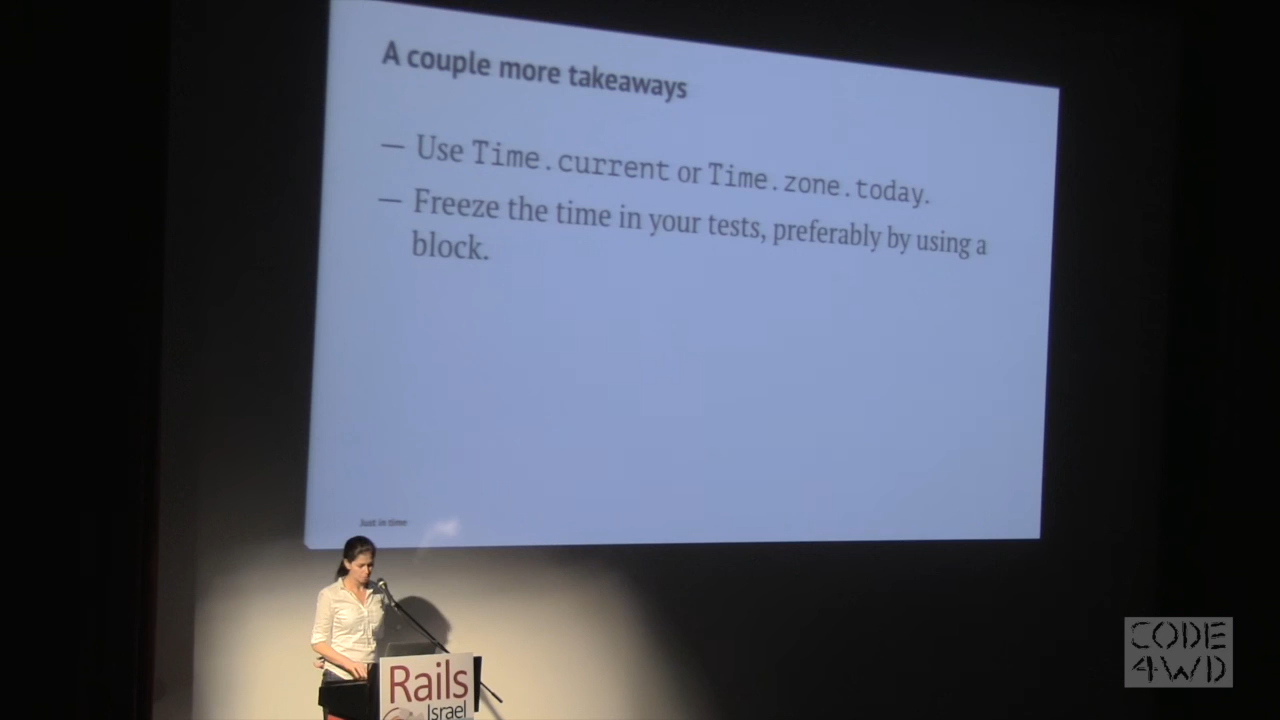 A couple more takeaways
— Use Time.current or Time.zone.today.
— Freeze the time in your tests, preferably by using a
block.
Just in time
Rails
Israel
CODE
4WD